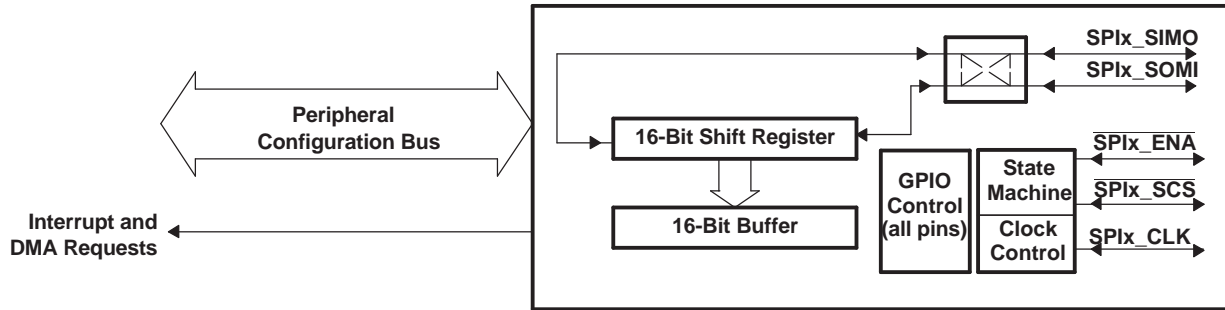 SPIx_SIMO
SPIx_SOMI
Peripheral
Configuration Bus
16-Bit Shift Register
SPIx_ENA
GPIO
Control
(all pins)
State
Machine
SPIx_SCS
Interrupt and
DMA Requests
16-Bit Buffer
Clock
Control
SPIx_CLK